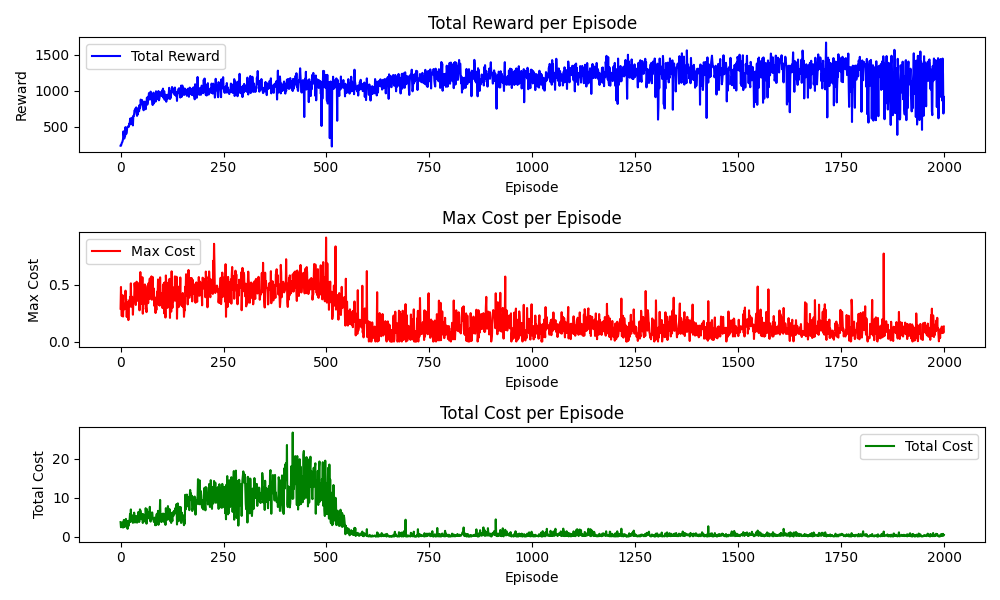 Total Reward per Episode
Reward
1500
1000
500
Total Reward
0 250 500 750 1000 1250 1500 1750 2000
Episode
Max Cost per Episode
Max Cost
0.5
0.0
Max Cost
0 250 500 750 1000 1250 1500 1750 2000
Episode
Total Cost per Episode
Total Cost
20
10
0
Total Cost
0 250 500 750 1000 1250 1500 1750 2000
Episode